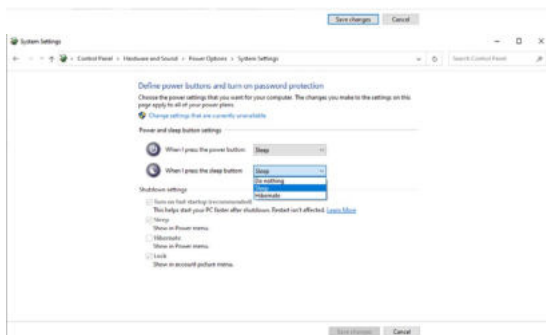 Save changes Cancel
System Settings
Control Panel > Hardware and Sound > Power Options > System Settings
Search Control Panel
Define power buttons and turn on password protection
Choose the power settings that you want for your computer. The changes you make to the settings on this
page apply to all of your power plans.
Change settings that are currently unavailable
Power and sleep button settings
When I press the power button: Sleep
When I press the sleep button: Sleep
Do nothing
Sleep
Hibernate
Shutdown settings
Turn on fast startup (recommended)
This helps start your PC faster after shutdown. Restart isn't affected. Learn More
Sleep
Show in Power menu.
Hibernate
Show in Power menu.
Lock
Show in account picture menu.
Save changes Cancel